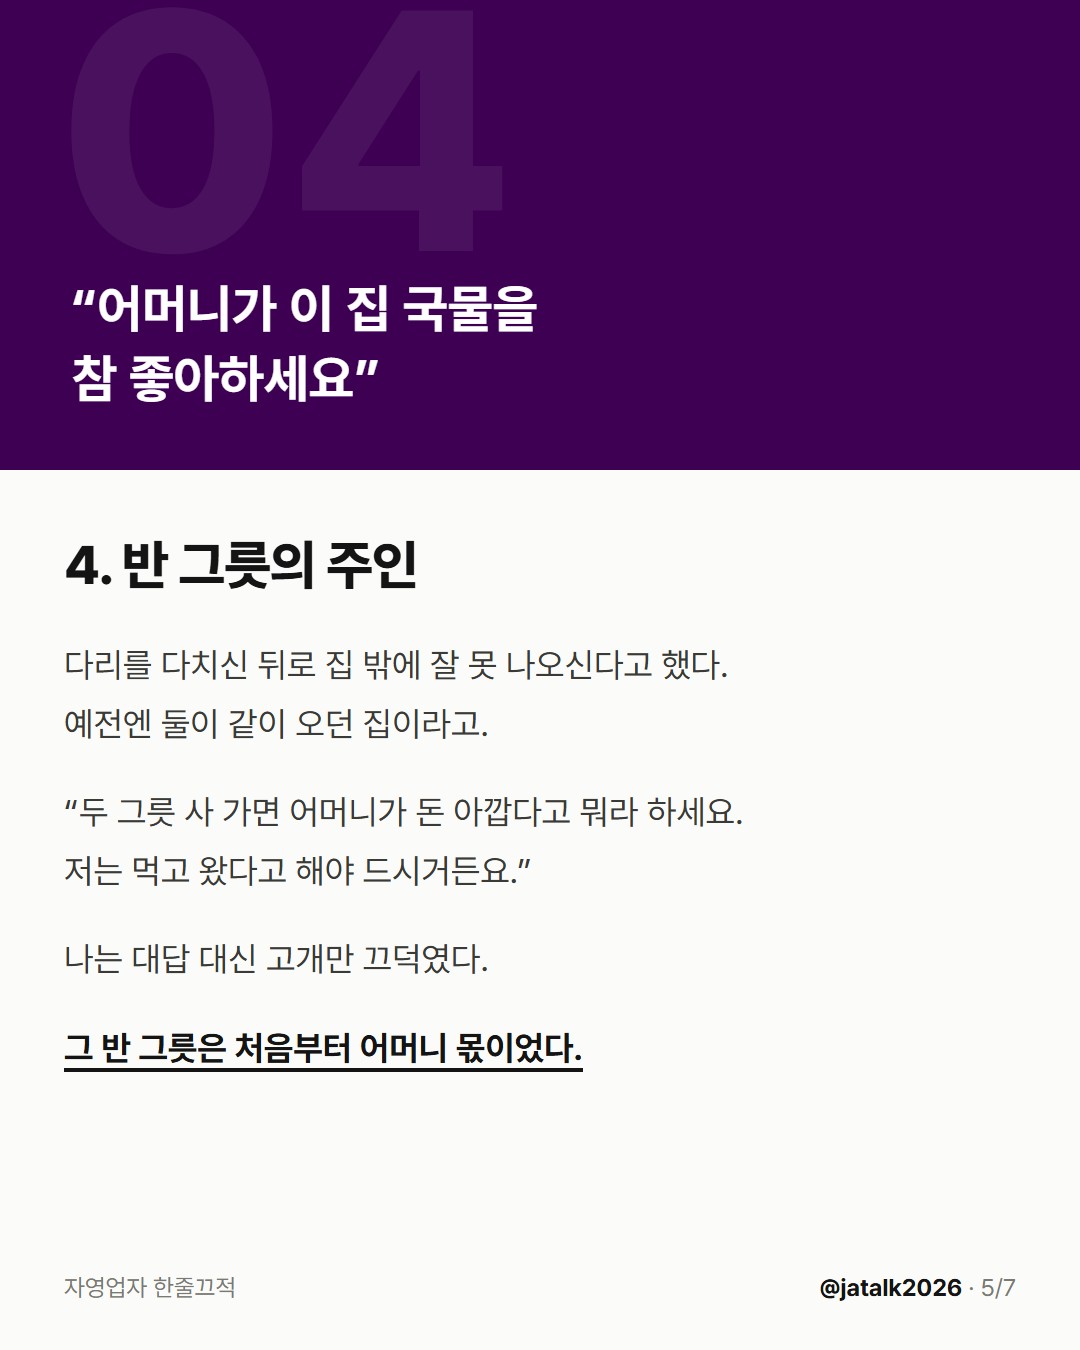 04
“어머니가 이 집 국물을
참 좋아하세요”
4. 반 그릇의 주인
다리를 다치신 뒤로 집 밖에 잘 못 나오신다고 했다.
예전엔 둘이 같이 오던 집이라고.
“두 그릇 사 가면 어머니가 돈 아깝다고 뭐라 하세요.
저는 먹고 왔다고 해야 드시거든요.”
나는 대답 대신 고개만 끄덕였다.
그 반 그릇은 처음부터 어머니 몫이었다.
자영업자 한줄끄적
@jatalk2026 · 5/7